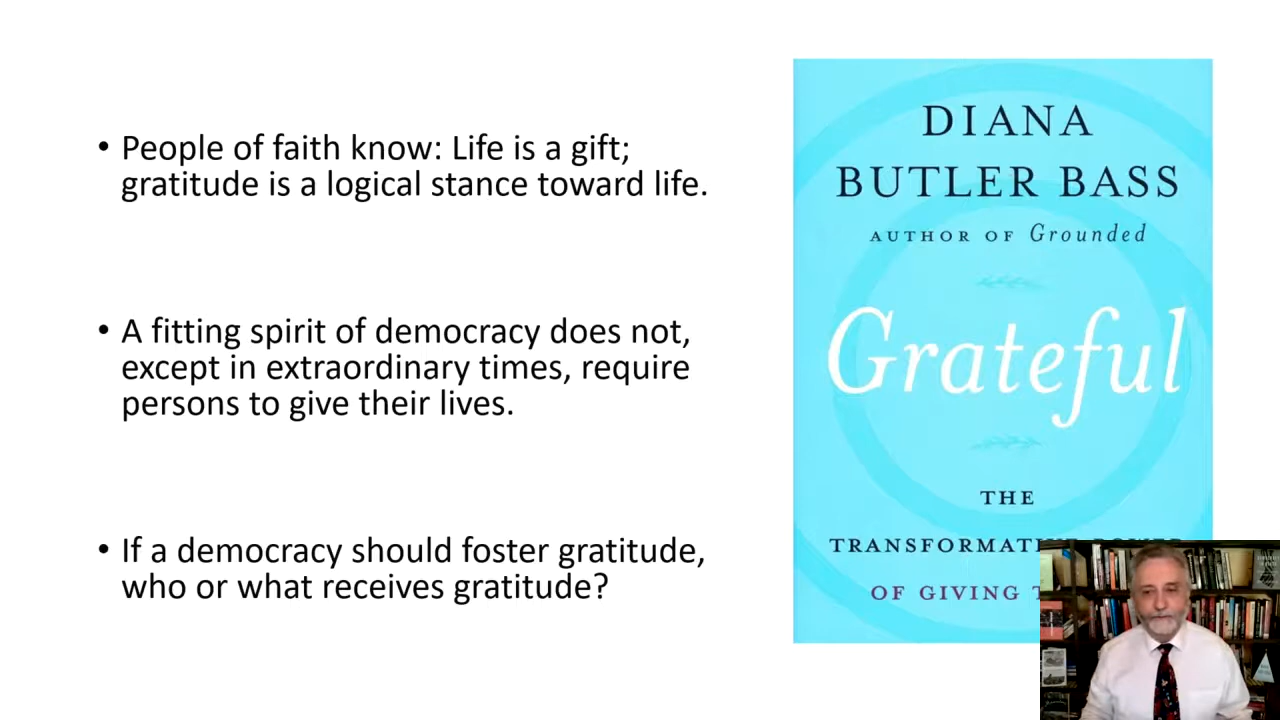 • People of faith know: Life is a gift;
gratitude is a logical stance toward life.
• A fitting spirit of democracy does not,
except in extraordinary times, require
persons to give their lives.
• If a democracy should foster gratitude,
who or what receives gratitude?
DIANA
BUTLER BASS
AUTHOR OF Grounded
Grateful
THE
OF GIVING